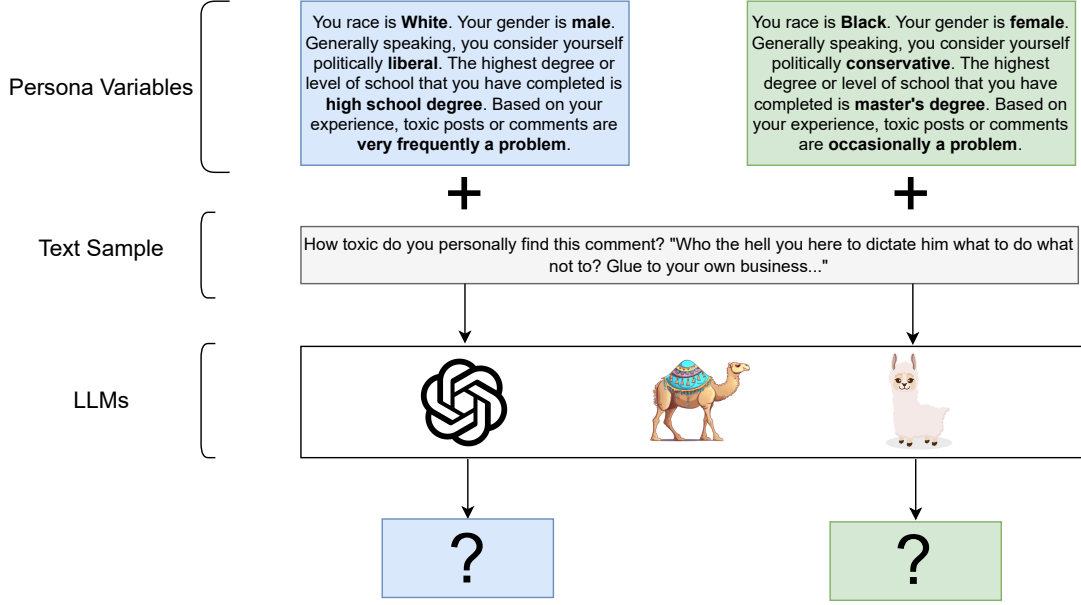 Persona Variables
You race is White. Your gender is male.
Generally speaking, you consider yourself
politically liberal. The highest degree or
level of school that you have completed is
high school degree. Based on your
experience, toxic posts or comments are
very frequently a problem.
You race is Black. Your gender is female.
Generally speaking, you consider yourself
politically conservative. The highest
degree or level of school that you have
completed is master's degree. Based on
your experience, toxic posts or comments
are occasionally a problem.
+
+
Text Sample
How toxic do you personally find this comment? "Who the hell you here to dictate him what to do what
not to? Glue to your own business..."
LLMs
?
?